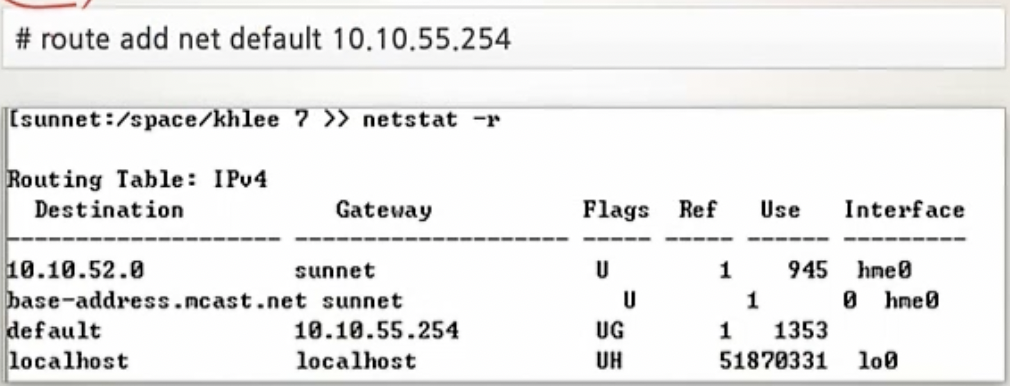 # route add net default 10.10.55.254
[sunnet:/space/khlee 7 >> netstat -r
Routing Table: IPv4
Destination Gateway Flags Ref Use Interface
-------------------- -------------------- ----- ----- ------ ---------
10.10.52.0 sunnet U 1 945 hme0
base-address.mcast.net sunnet U 1 0 hme0
default 10.10.55.254 UG 1 1353
localhost localhost UH 51870331 lo0